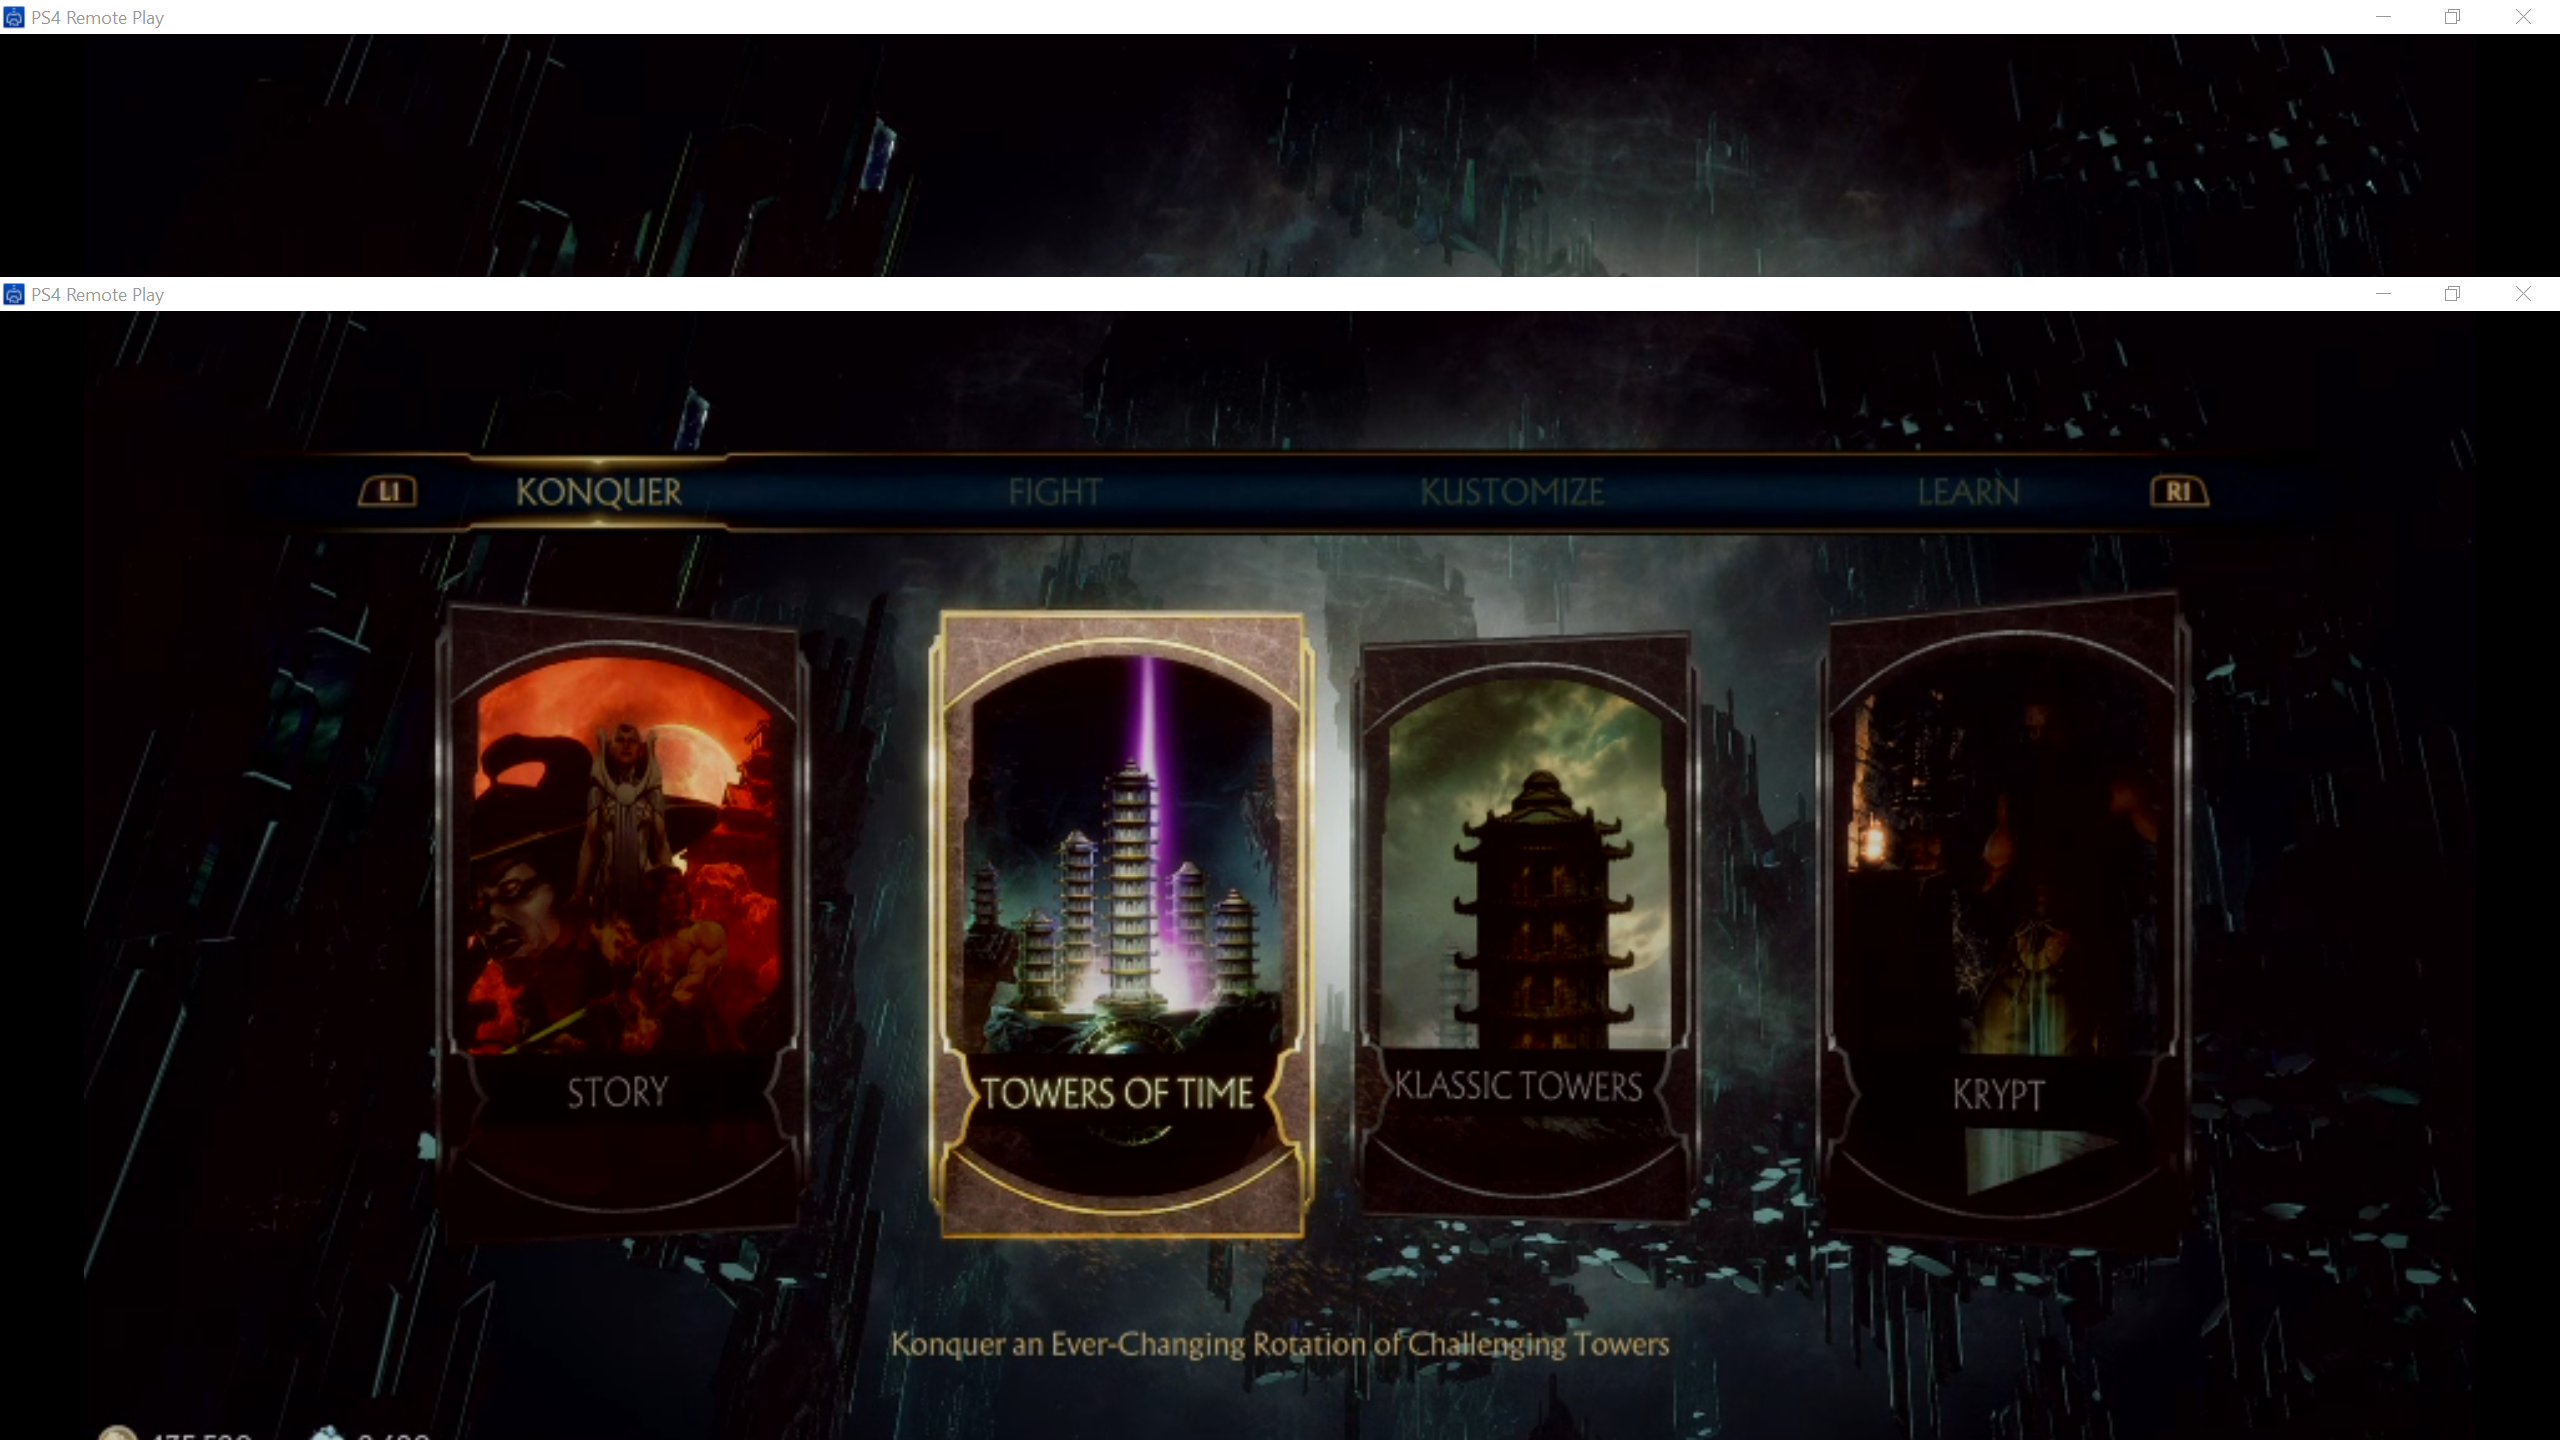 PS4 Remote Play
PS4 Remote Play
L1 KONQUER FIGHT KUSTOMIZE LEARN R1
STORY
TOWERS OF TIME
KLASSIC TOWERS
KRYPT
Konquer an Ever-Changing Rotation of Challenging Towers